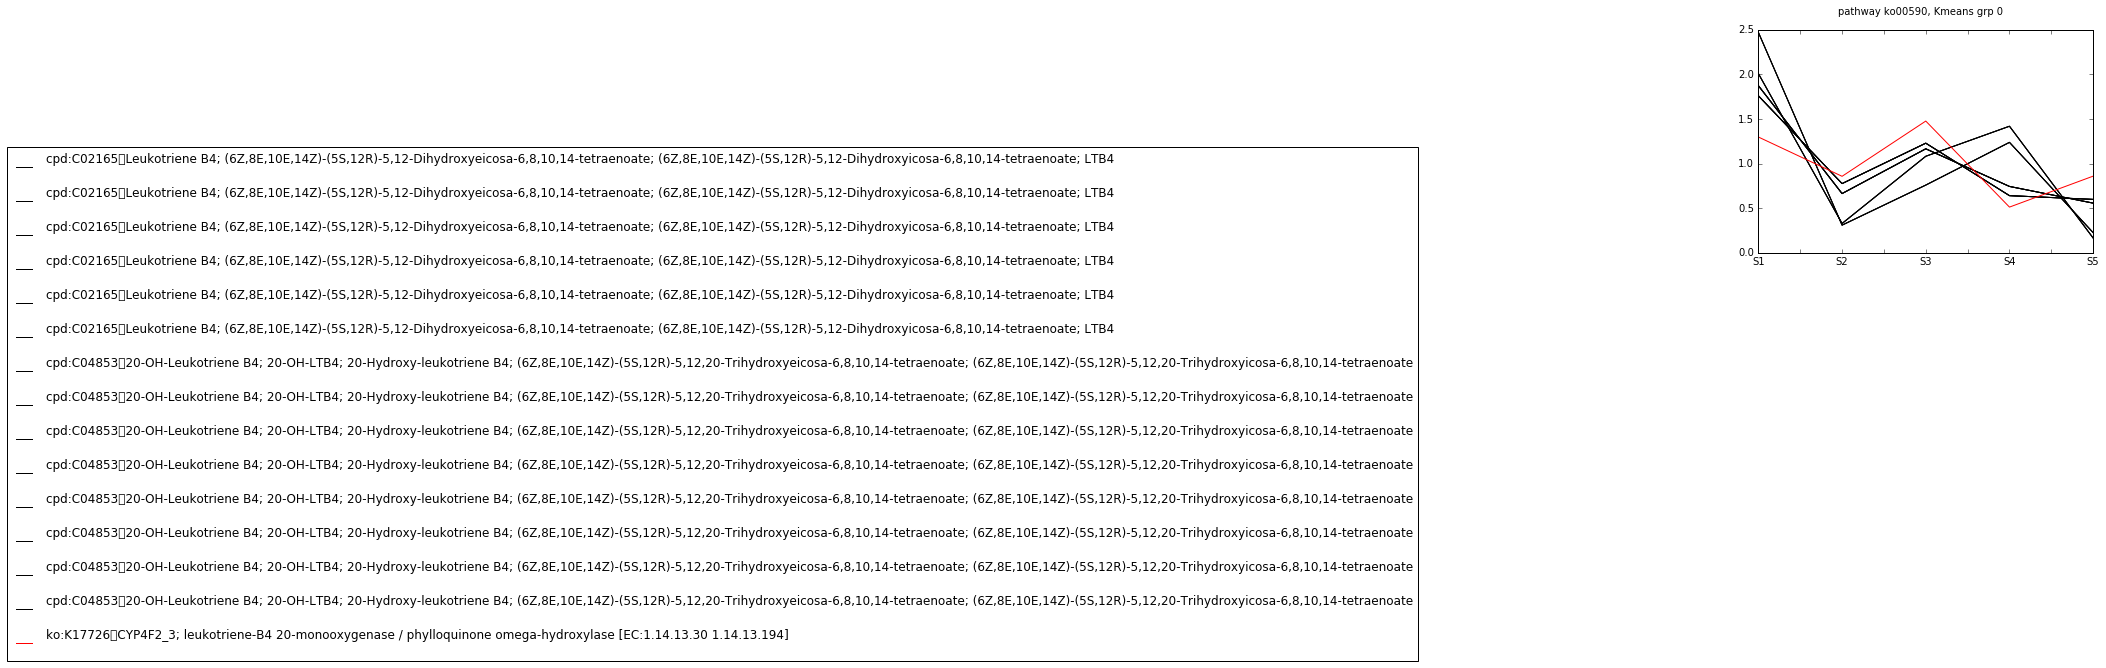 pathway ko00590, Kmeans grp 0
2.5
2.0
1.5
1.0
0.5
0.0
S1 S2 S3 S4 S5
cpd:C02165▯Leukotriene B4; (6Z,8E,10E,14Z)-(5S,12R)-5,12-Dihydroxyeicosa-6,8,10,14-tetraenoate; (6Z,8E,10E,14Z)-(5S,12R)-5,12-Dihydroxyicosa-6,8,10,14-tetraenoate; LTB4
cpd:C02165▯Leukotriene B4; (6Z,8E,10E,14Z)-(5S,12R)-5,12-Dihydroxyeicosa-6,8,10,14-tetraenoate; (6Z,8E,10E,14Z)-(5S,12R)-5,12-Dihydroxyicosa-6,8,10,14-tetraenoate; LTB4
cpd:C02165▯Leukotriene B4; (6Z,8E,10E,14Z)-(5S,12R)-5,12-Dihydroxyeicosa-6,8,10,14-tetraenoate; (6Z,8E,10E,14Z)-(5S,12R)-5,12-Dihydroxyicosa-6,8,10,14-tetraenoate; LTB4
cpd:C02165▯Leukotriene B4; (6Z,8E,10E,14Z)-(5S,12R)-5,12-Dihydroxyeicosa-6,8,10,14-tetraenoate; (6Z,8E,10E,14Z)-(5S,12R)-5,12-Dihydroxyicosa-6,8,10,14-tetraenoate; LTB4
cpd:C02165▯Leukotriene B4; (6Z,8E,10E,14Z)-(5S,12R)-5,12-Dihydroxyeicosa-6,8,10,14-tetraenoate; (6Z,8E,10E,14Z)-(5S,12R)-5,12-Dihydroxyicosa-6,8,10,14-tetraenoate; LTB4
cpd:C02165▯Leukotriene B4; (6Z,8E,10E,14Z)-(5S,12R)-5,12-Dihydroxyeicosa-6,8,10,14-tetraenoate; (6Z,8E,10E,14Z)-(5S,12R)-5,12-Dihydroxyicosa-6,8,10,14-tetraenoate; LTB4
cpd:C04853▯20-OH-Leukotriene B4; 20-OH-LTB4; 20-Hydroxy-leukotriene B4; (6Z,8E,10E,14Z)-(5S,12R)-5,12,20-Trihydroxyeicosa-6,8,10,14-tetraenoate; (6Z,8E,10E,14Z)-(5S,12R)-5,12,20-Trihydroxyicosa-6,8,10,14-tetraenoate
cpd:C04853▯20-OH-Leukotriene B4; 20-OH-LTB4; 20-Hydroxy-leukotriene B4; (6Z,8E,10E,14Z)-(5S,12R)-5,12,20-Trihydroxyeicosa-6,8,10,14-tetraenoate; (6Z,8E,10E,14Z)-(5S,12R)-5,12,20-Trihydroxyicosa-6,8,10,14-tetraenoate
cpd:C04853▯20-OH-Leukotriene B4; 20-OH-LTB4; 20-Hydroxy-leukotriene B4; (6Z,8E,10E,14Z)-(5S,12R)-5,12,20-Trihydroxyeicosa-6,8,10,14-tetraenoate; (6Z,8E,10E,14Z)-(5S,12R)-5,12,20-Trihydroxyicosa-6,8,10,14-tetraenoate
cpd:C04853▯20-OH-Leukotriene B4; 20-OH-LTB4; 20-Hydroxy-leukotriene B4; (6Z,8E,10E,14Z)-(5S,12R)-5,12,20-Trihydroxyeicosa-6,8,10,14-tetraenoate; (6Z,8E,10E,14Z)-(5S,12R)-5,12,20-Trihydroxyicosa-6,8,10,14-tetraenoate
cpd:C04853▯20-OH-Leukotriene B4; 20-OH-LTB4; 20-Hydroxy-leukotriene B4; (6Z,8E,10E,14Z)-(5S,12R)-5,12,20-Trihydroxyeicosa-6,8,10,14-tetraenoate; (6Z,8E,10E,14Z)-(5S,12R)-5,12,20-Trihydroxyicosa-6,8,10,14-tetraenoate
cpd:C04853▯20-OH-Leukotriene B4; 20-OH-LTB4; 20-Hydroxy-leukotriene B4; (6Z,8E,10E,14Z)-(5S,12R)-5,12,20-Trihydroxyeicosa-6,8,10,14-tetraenoate; (6Z,8E,10E,14Z)-(5S,12R)-5,12,20-Trihydroxyicosa-6,8,10,14-tetraenoate
cpd:C04853▯20-OH-Leukotriene B4; 20-OH-LTB4; 20-Hydroxy-leukotriene B4; (6Z,8E,10E,14Z)-(5S,12R)-5,12,20-Trihydroxyeicosa-6,8,10,14-tetraenoate; (6Z,8E,10E,14Z)-(5S,12R)-5,12,20-Trihydroxyicosa-6,8,10,14-tetraenoate
cpd:C04853▯20-OH-Leukotriene B4; 20-OH-LTB4; 20-Hydroxy-leukotriene B4; (6Z,8E,10E,14Z)-(5S,12R)-5,12,20-Trihydroxyeicosa-6,8,10,14-tetraenoate; (6Z,8E,10E,14Z)-(5S,12R)-5,12,20-Trihydroxyicosa-6,8,10,14-tetraenoate
ko:K17726▯CYP4F2_3; leukotriene-B4 20-monooxygenase / phylloquinone omega-hydroxylase [EC:1.14.13.30 1.14.13.194]